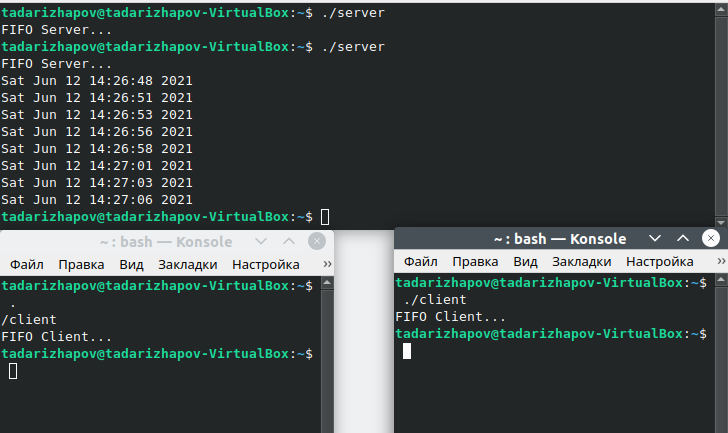 tadarizhapov@tadarizhapov-VirtualBox:~$ ./server
FIFO Server...
tadarizhapov@tadarizhapov-VirtualBox:~$ ./server
FIFO Server...
Sat Jun 12 14:26:48 2021
Sat Jun 12 14:26:51 2021
Sat Jun 12 14:26:53 2021
Sat Jun 12 14:26:56 2021
Sat Jun 12 14:26:58 2021
Sat Jun 12 14:27:01 2021
Sat Jun 12 14:27:03 2021
Sat Jun 12 14:27:06 2021
tadarizhapov@tadarizhapov-VirtualBox:~$
~ : bash — Konsole
Файл Правка Вид Закладки Настройка »
tadarizhapov@tadarizhapov-VirtualBox:~$
.
/client
FIFO Client...
tadarizhapov@tadarizhapov-VirtualBox:~$
~ : bash — Konsole
Файл Правка Вид Закладки Настройка »
tadarizhapov@tadarizhapov-VirtualBox:~$
./client
FIFO Client...
tadarizhapov@tadarizhapov-VirtualBox:~$